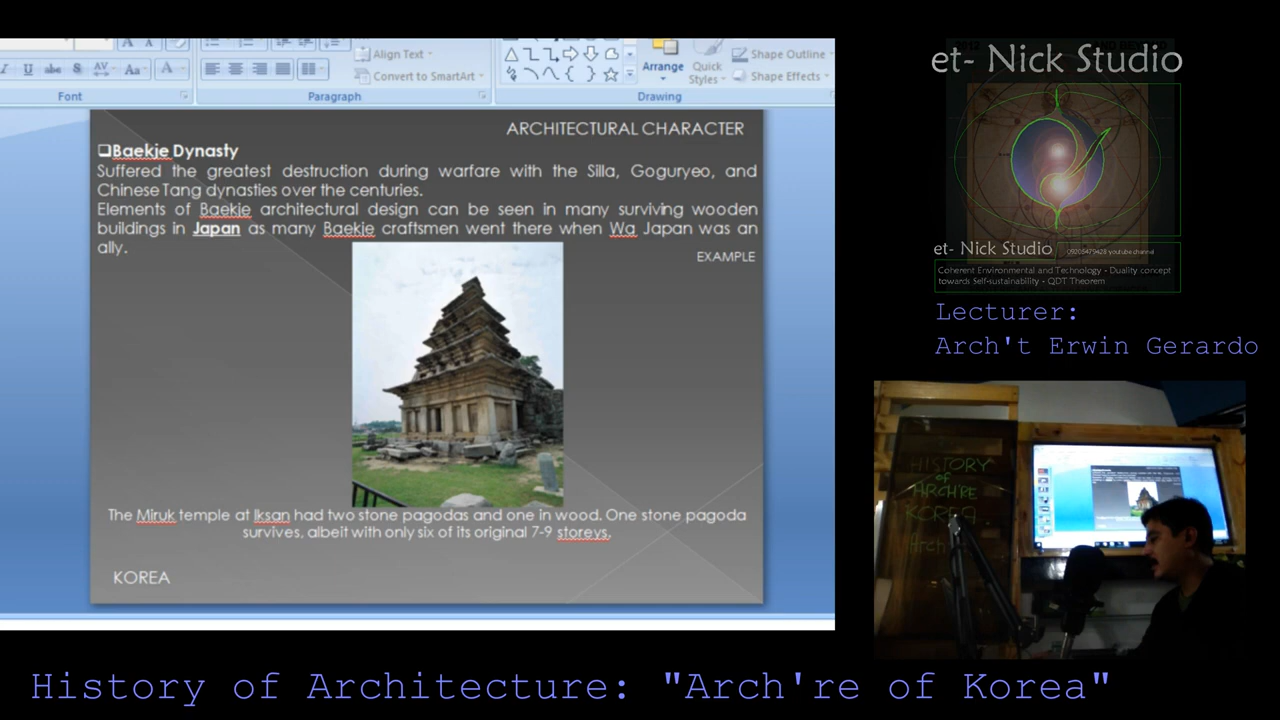 Align Text
Convert to SmartArt
Arrange
Quick Styles
Shape Outline
Shape Effects
Font
Paragraph
Drawing
ARCHITECTURAL CHARACTER
❑Baekje Dynasty
Suffered the greatest destruction during warfare with the Silla, Goguryeo, and
Chinese Tang dynasties over the centuries.
Elements of Baekje architectural design can be seen in many surviving wooden
buildings in Japan as many Baekje craftsmen went there when Wa Japan was an
ally.
EXAMPLE
The Miruk temple at Iksan had two stone pagodas and one in wood. One stone pagoda
survives, albeit with only six of its original 7-9 storeys.
KOREA
et- Nick Studio
et- Nick Studio 09205479428 youtube channel
Coherent Environmental and Technology - Duality concept
towards Self-sustainability - QDT Theorem
Lecturer:
Arch't Erwin Gerardo
HISTORY
of
ARCH'RE
KOREA
Arch
History of Architecture: "Arch're of Korea"